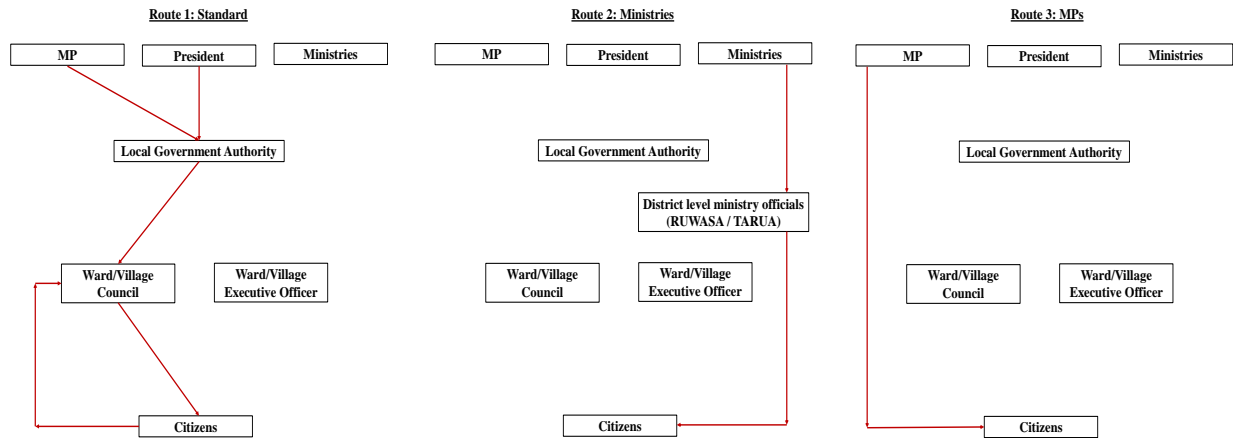 Route 1: Standard
MP
President
Ministries
Local Government Authority
Ward/Village
Council
Ward/Village
Executive Officer
Citizens
Route 2: Ministries
MP
President
Ministries
Local Government Authority
District level ministry officials
(RUWASA / TARUA)
Ward/Village
Council
Ward/Village
Executive Officer
Citizens
Route 3: MPs
MP
President
Ministries
Local Government Authority
Ward/Village
Council
Ward/Village
Executive Officer
Citizens